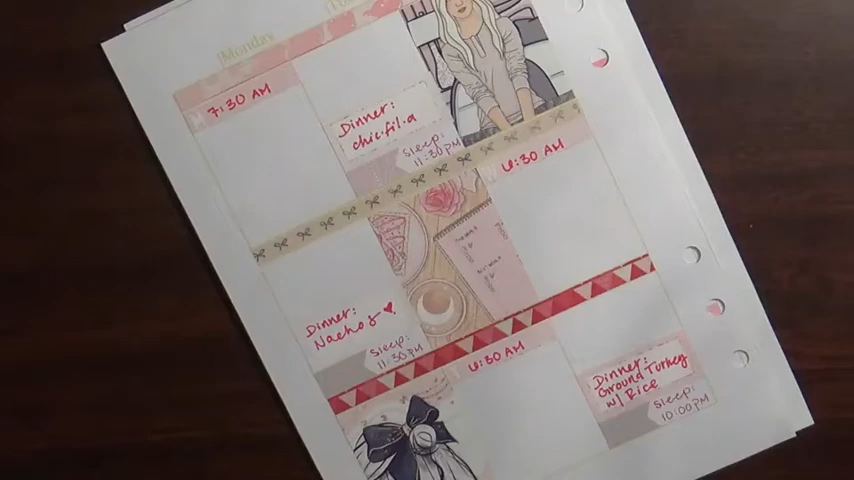 Monday
7:30 AM
Dinner:
chic.fil.a
sleep:
11:30 PM
6:30 AM
Dinner:
Nachos
sleep:
11:30 PM
6:30 AM
Dinner:
Ground Turkey
w/ Rice
sleep:
10:00 PM